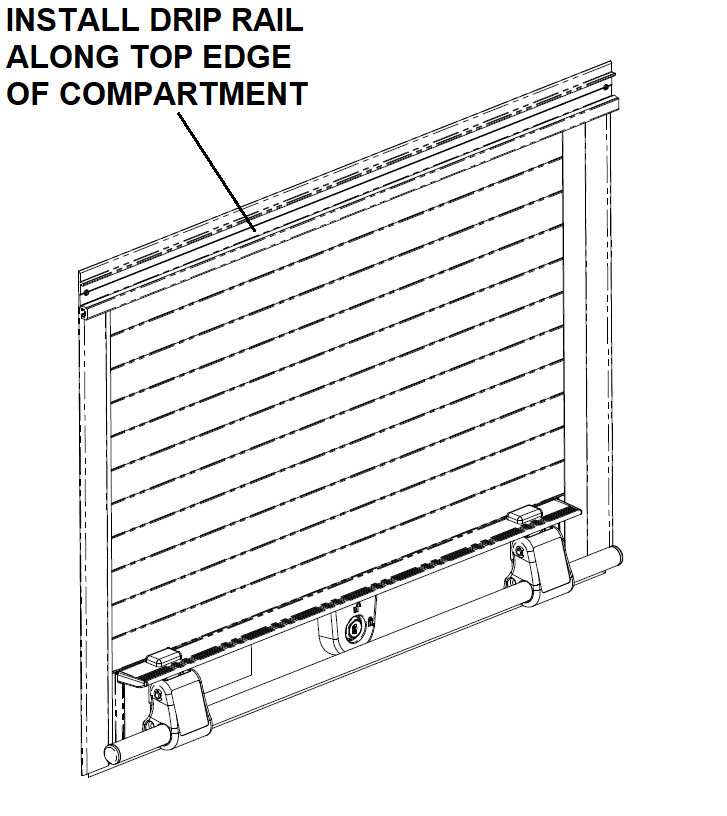 INSTALL DRIP RAIL
ALONG TOP EDGE
OF COMPARTMENT